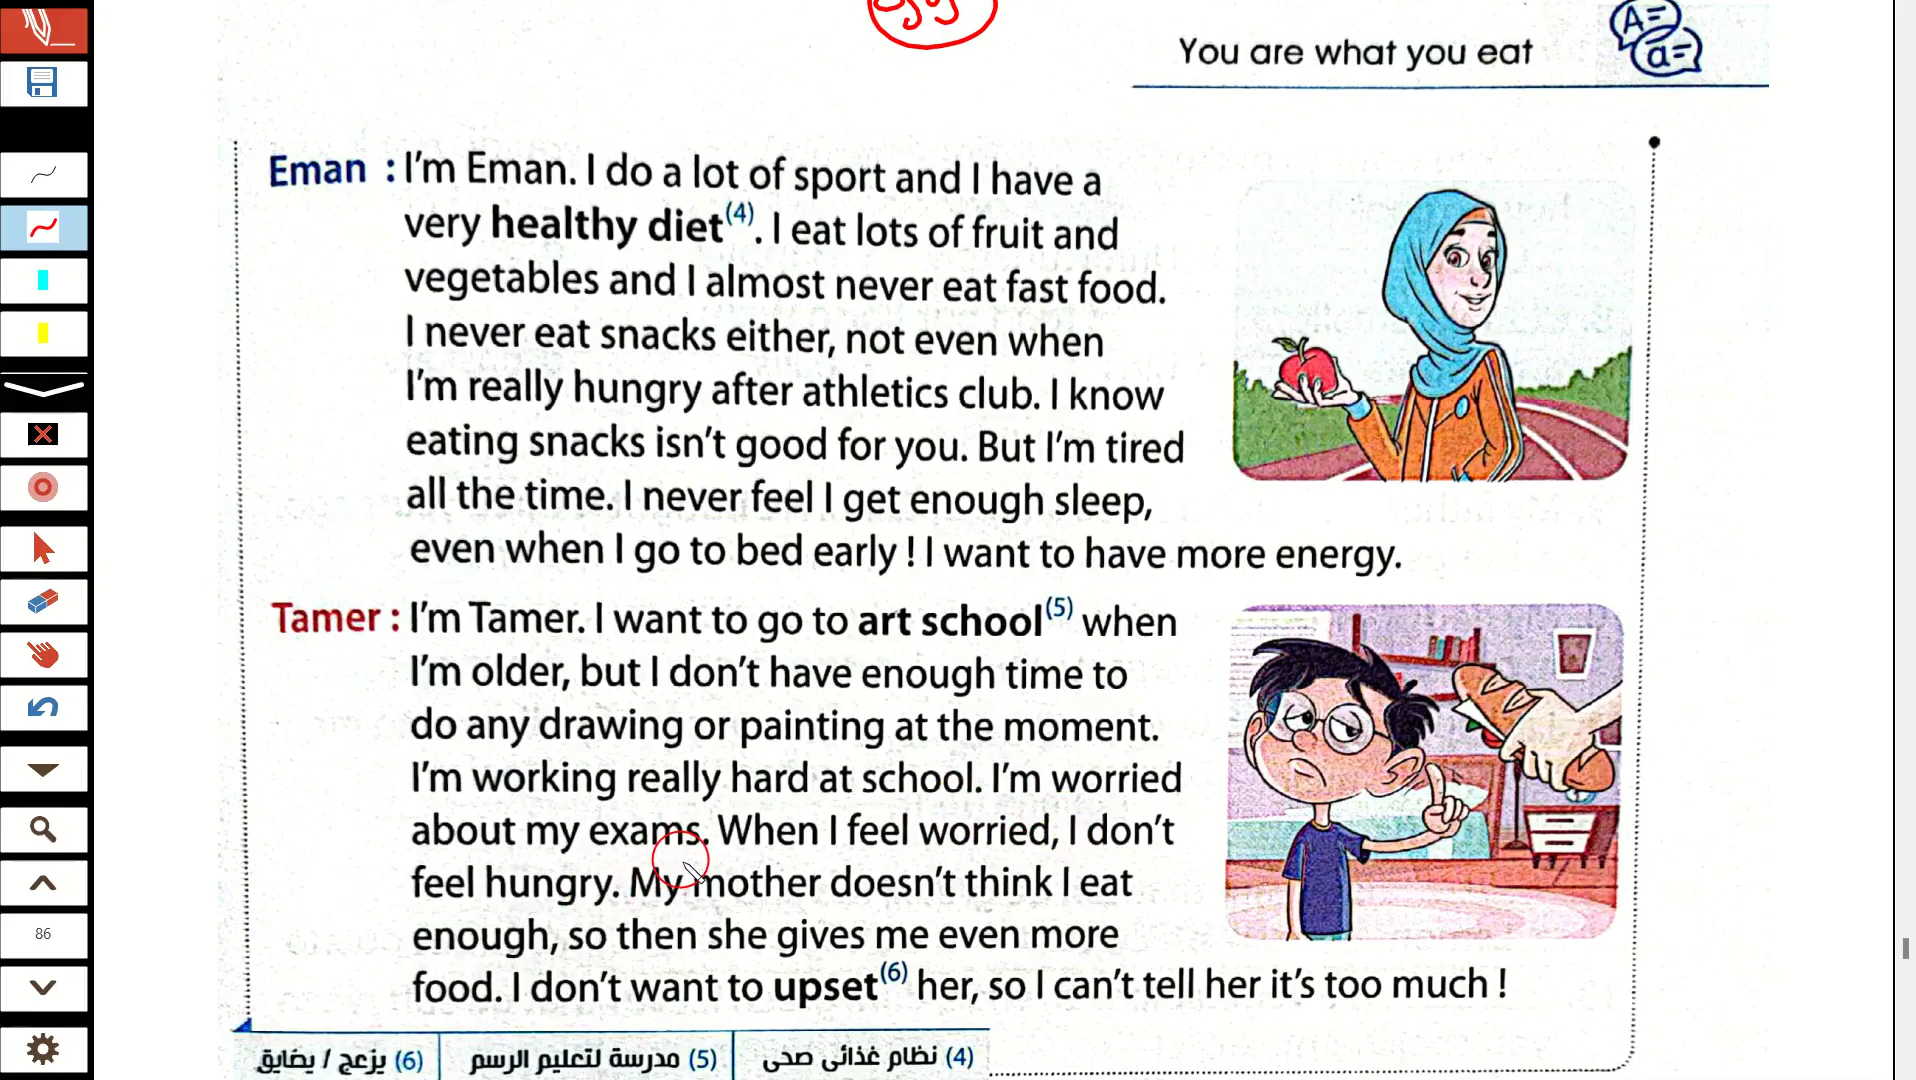 You are what you eat
A=
a=
Eman : I'm Eman. I do a lot of sport and I have a
very healthy diet(4). I eat lots of fruit and
vegetables and I almost never eat fast food.
I never eat snacks either, not even when
I'm really hungry after athletics club. I know
eating snacks isn't good for you. But I'm tired
all the time. I never feel I get enough sleep,
even when I go to bed early ! I want to have more energy.
Tamer : I'm Tamer. I want to go to art school(5) when
I'm older, but I don't have enough time to
do any drawing or painting at the moment.
I'm working really hard at school. I'm worried
about my exams. When I feel worried, I don't
feel hungry. My mother doesn't think I eat
enough, so then she gives me even more
food. I don't want to upset(6) her, so I can't tell her it's too much !
(4) نظام غذائى صحى
(5) مدرسة لتعليم الرسم
(6) يزعج / يضايق
86